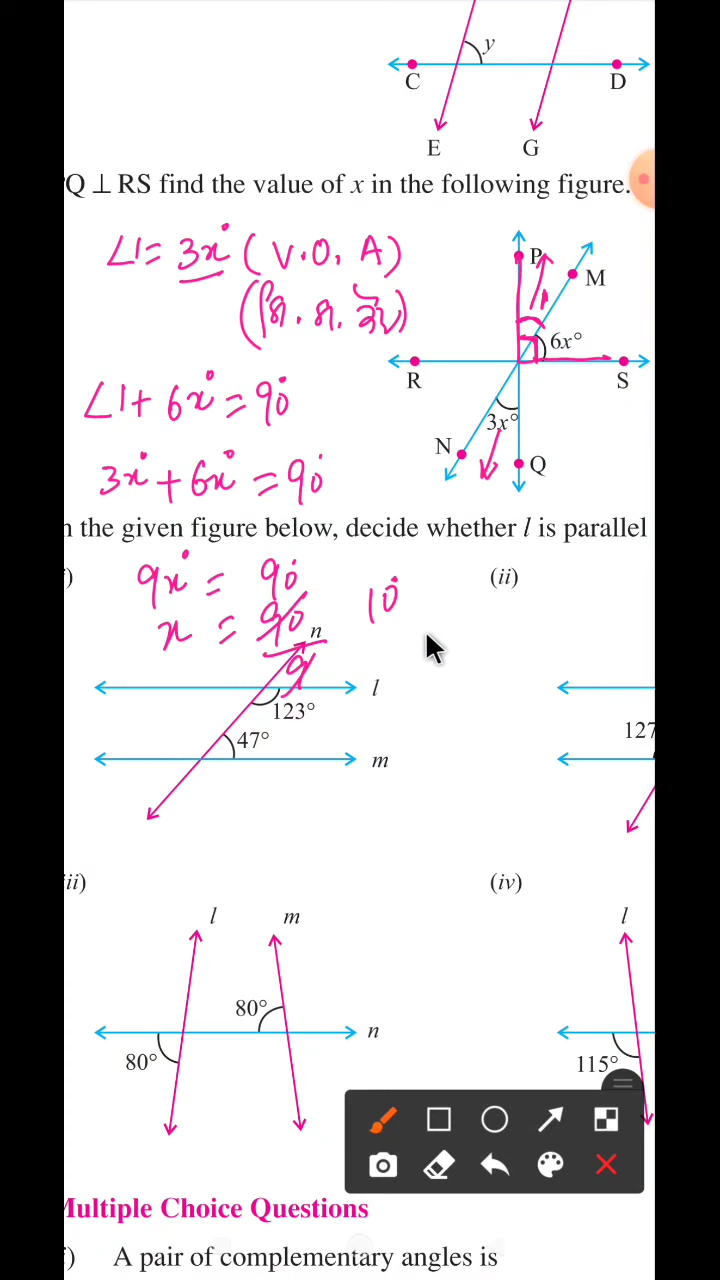 y
C D
E G
Q ⊥ RS find the value of x in the following figure.
∠1 = 3x° ( V.O. A)
P
M
1
6x°
R S
∠1 + 6x° = 90°
3x°
N
Q
3x° + 6x° = 90°
n the given figure below, decide whether l is parallel
) (ii)
9x° = 90°
x = 90/9 10°
n
l
123°
47°
m
127
ii) (iv)
l m l
80°
n
80°
115°
Multiple Choice Questions
) A pair of complementary angles is